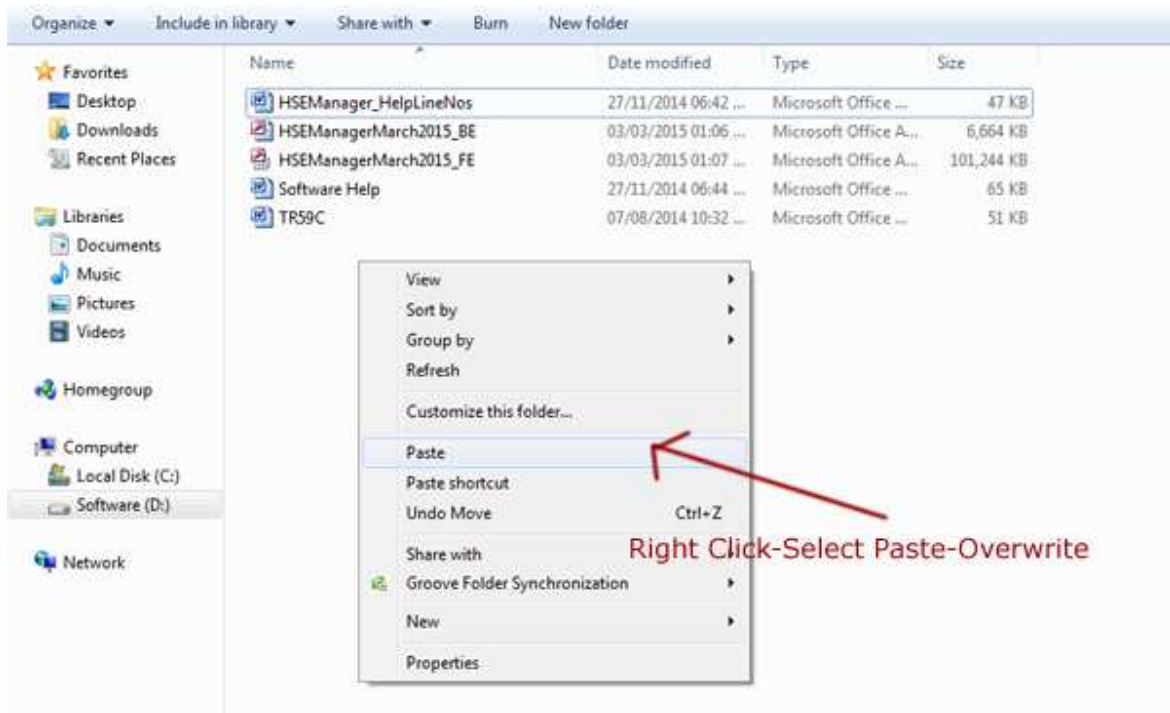 Organize Include in library Share with Burn New folder
Favorites
Desktop
Downloads
Recent Places
Libraries
Documents
Music
Pictures
Videos
Homegroup
Computer
Local Disk (C:)
Software (D:)
Network
Name Date modified Type Size
HSEManager_HelpLineNos 27/11/2014 06:42 ... Microsoft Office ... 47 KB
HSEManagerMarch2015_BE 03/03/2015 01:06 ... Microsoft Office A... 6,664 KB
HSEManagerMarch2015_FE 03/03/2015 01:07 ... Microsoft Office A... 101,244 KB
Software Help 27/11/2014 06:44 ... Microsoft Office ... 65 KB
TR59C 07/08/2014 10:32 ... Microsoft Office ... 51 KB
View
Sort by
Group by
Refresh
Customize this folder...
Paste
Paste shortcut
Undo Move Ctrl+Z
Share with
Groove Folder Synchronization
New
Properties
Right Click-Select Paste-Overwrite